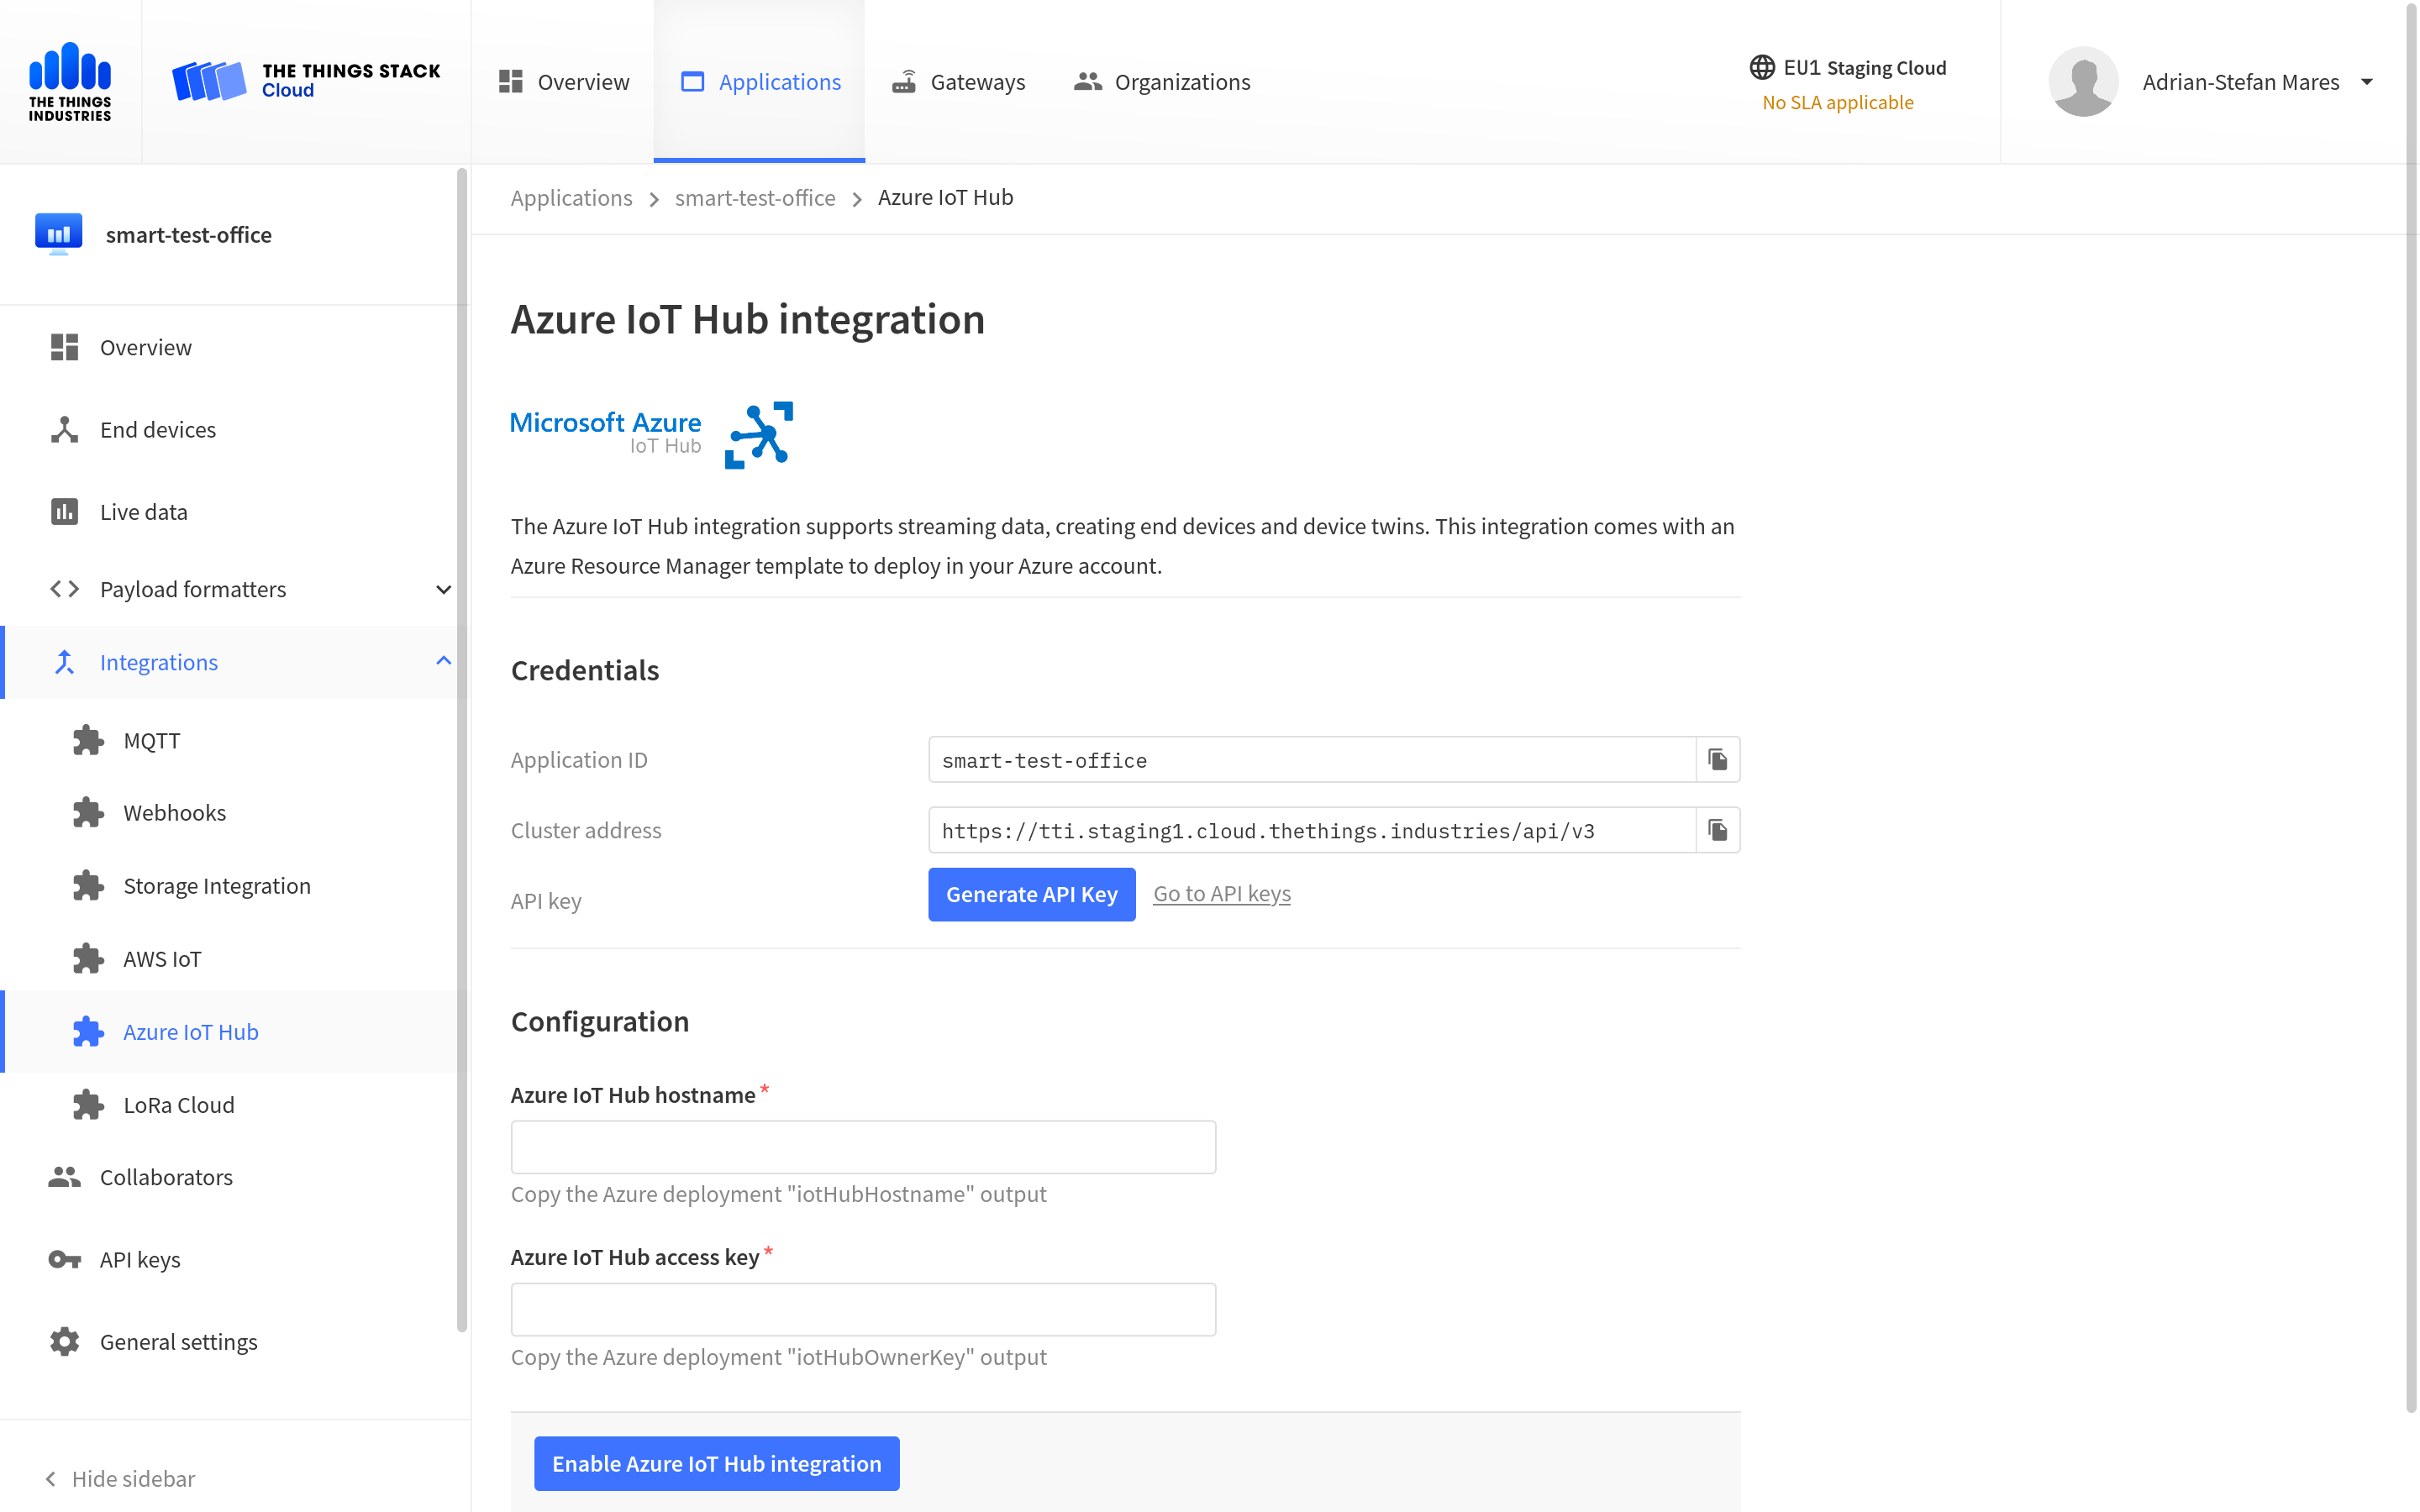 THE THINGS
INDUSTRIES
THE THINGS STACK
Cloud
Overview
Applications
Gateways
Organizations
EU1 Staging Cloud
No SLA applicable
Adrian-Stefan Mares
smart-test-office
Overview
End devices
Live data
Payload formatters
Integrations
MQTT
Webhooks
Storage Integration
AWS IoT
Azure IoT Hub
LoRa Cloud
Collaborators
API keys
General settings
Hide sidebar
Applications > smart-test-office > Azure IoT Hub
Azure IoT Hub integration
Microsoft Azure
IoT Hub
The Azure IoT Hub integration supports streaming data, creating end devices and device twins. This integration comes with an
Azure Resource Manager template to deploy in your Azure account.
Credentials
Application ID
smart-test-office
Cluster address
https://tti.staging1.cloud.thethings.industries/api/v3
API key
Generate API Key
Go to API keys
Configuration
Azure IoT Hub hostname *
Copy the Azure deployment "iotHubHostname" output
Azure IoT Hub access key *
Copy the Azure deployment "iotHubOwnerKey" output
Enable Azure IoT Hub integration